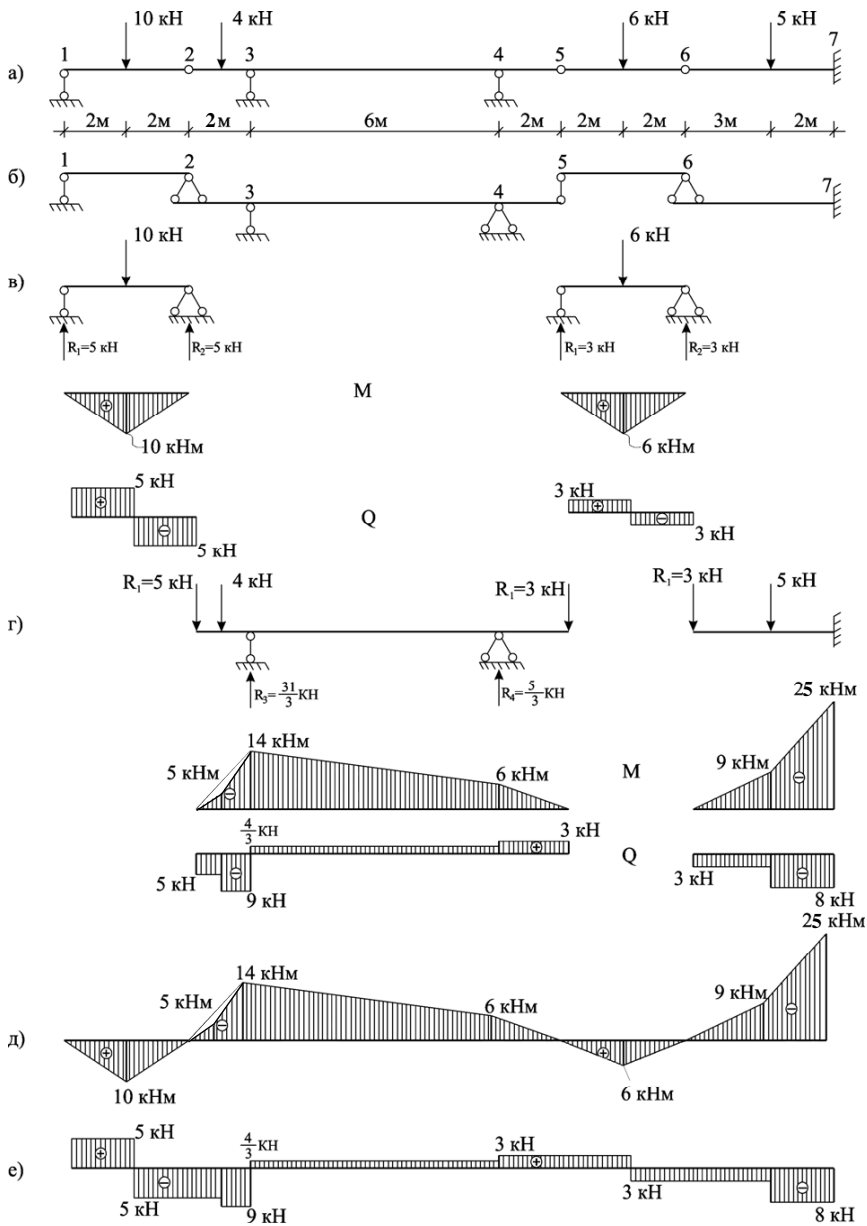 10 кН 4 кН 6 кН 5 кН
1 2 3 4 5 6 7
а)
2м 2м 2м 6м 2м 2м 2м 3м 2м
1 2 5 6
б)
3 4 7
10 кН 6 кН
в)
R₁=5 кН R₂=5 кН R₁=3 кН R₂=3 кН
+ M +
10 кНм 6 кНм
5 кН 3 кН
+ Q + −
− 5 кН 3 кН
R₁=5 кН 4 кН R₁=3 кН R₁=3 кН 5 кН
г)
R₃=31/3 КН R₄=5/3 КН
25 кНм
14 кНм
5 кНм 6 кНм M 9 кНм
− −
4/3 КН 3 кН
+ Q
5 кН − 3 кН −
9 кН 8 кН
25 кНм
14 кНм
5 кНм 6 кНм 9 кНм
− −
д)
+ +
10 кНм 6 кНм
5 кН 4/3 КН 3 кН
+ +
е)
− − −
5 кН 9 кН 3 кН 8 кН